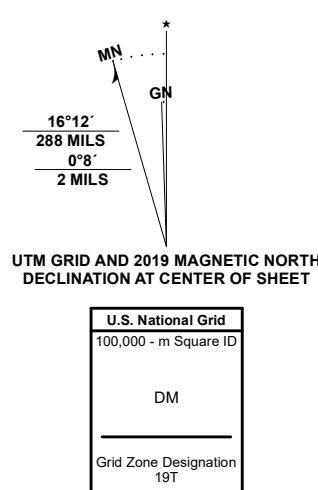 ★
MN
GN
16°12´
288 MILS
0°8´
2 MILS
UTM GRID AND 2019 MAGNETIC NORTH
DECLINATION AT CENTER OF SHEET
U.S. National Grid
100,000 - m Square ID
DM
Grid Zone Designation
19T